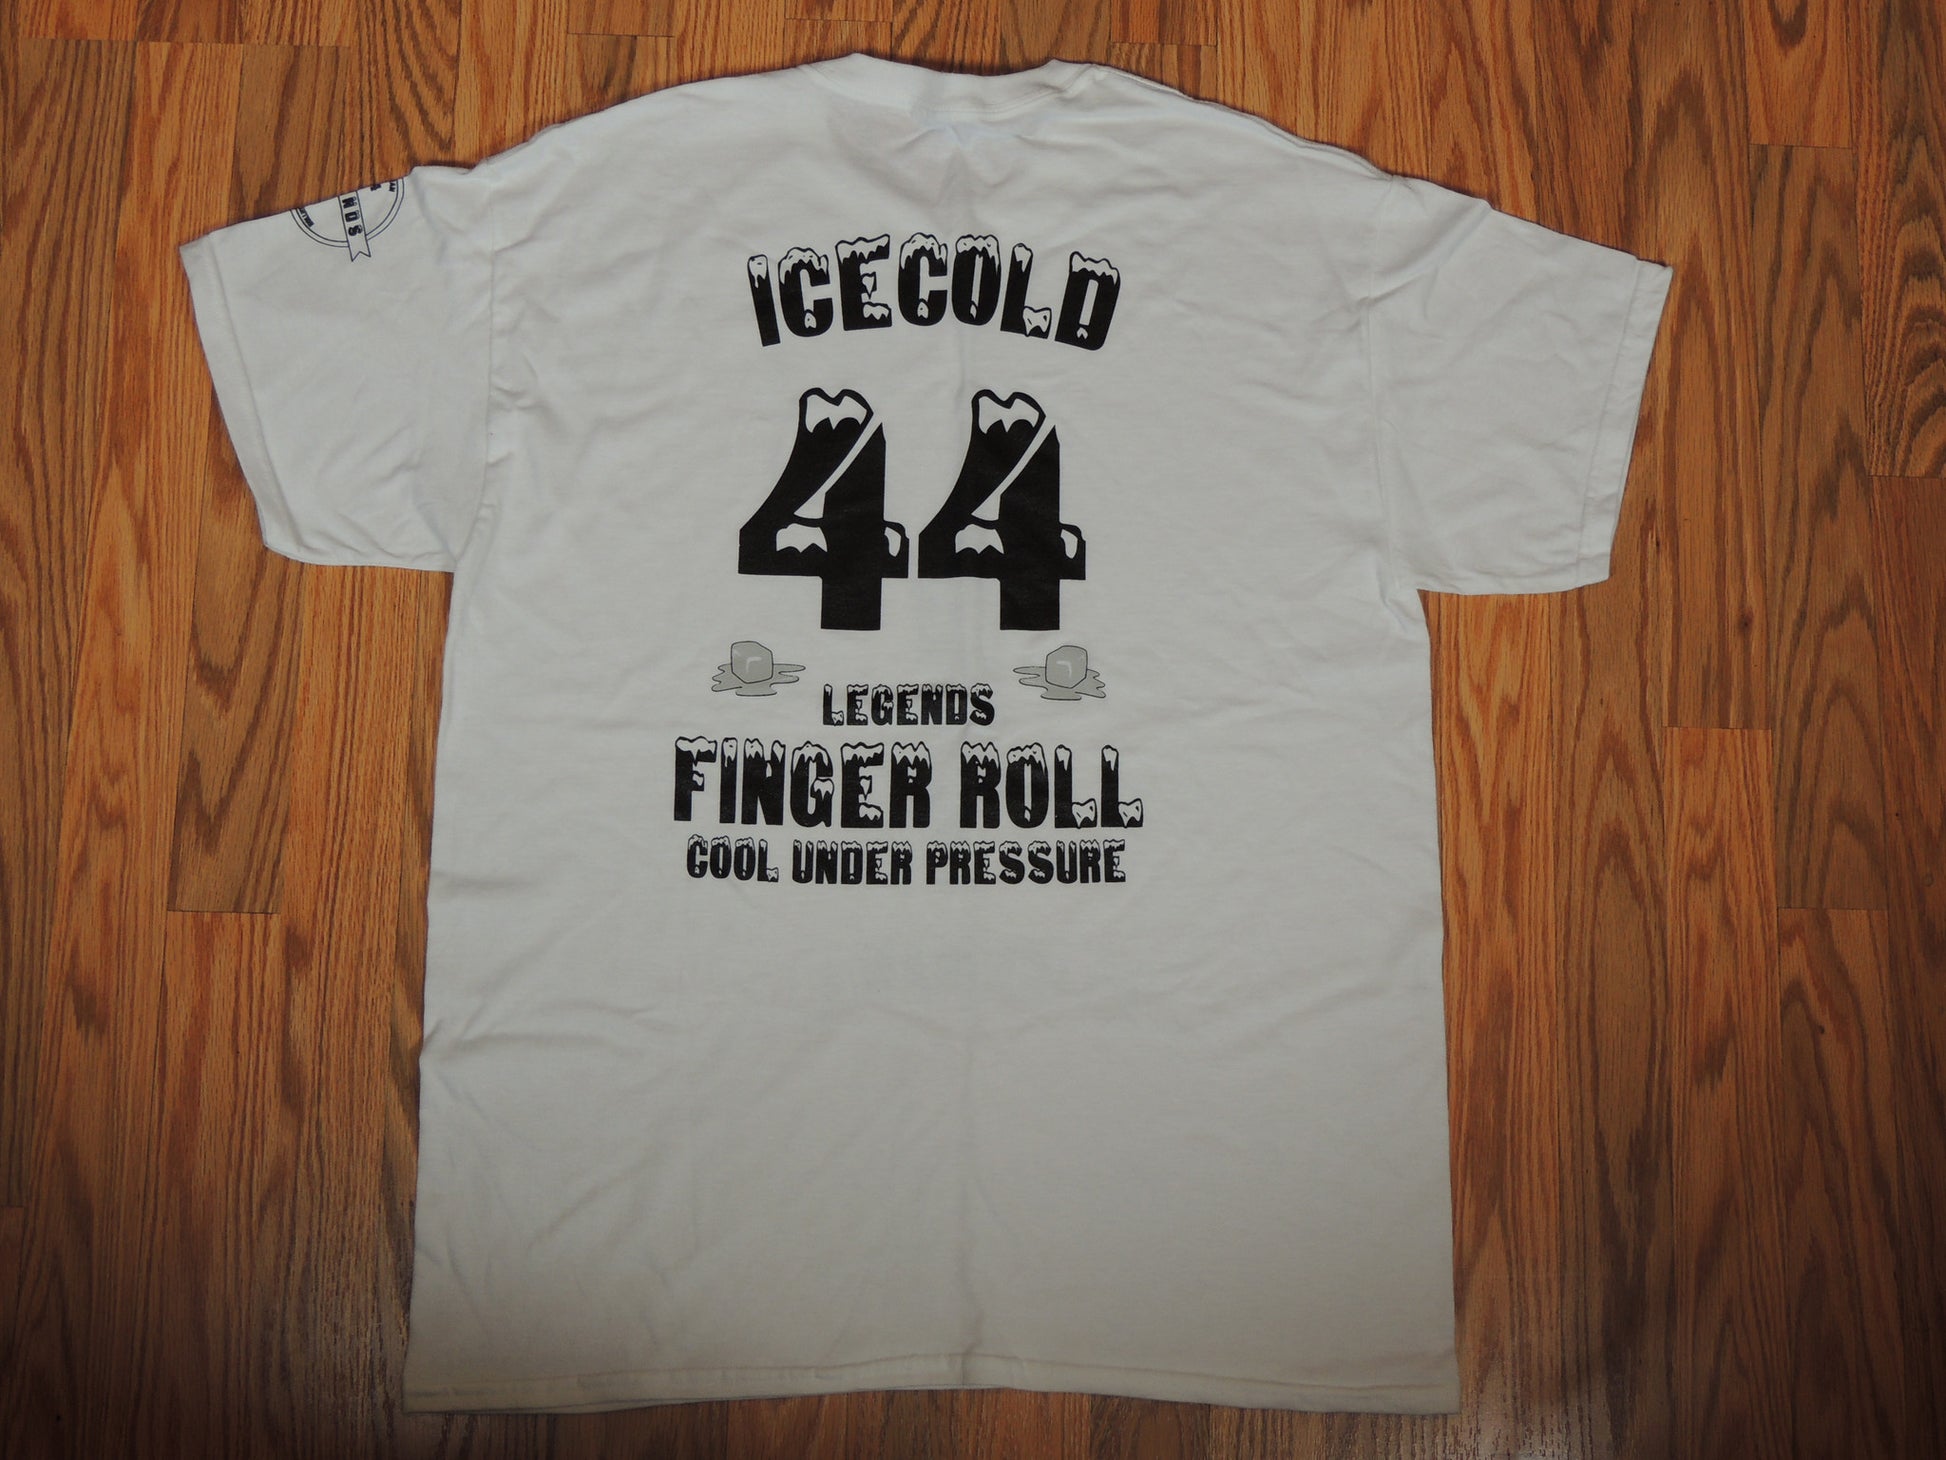 ICECOLD
44
LEGENDS
FINGER ROLL
COOL UNDER PRESSURE